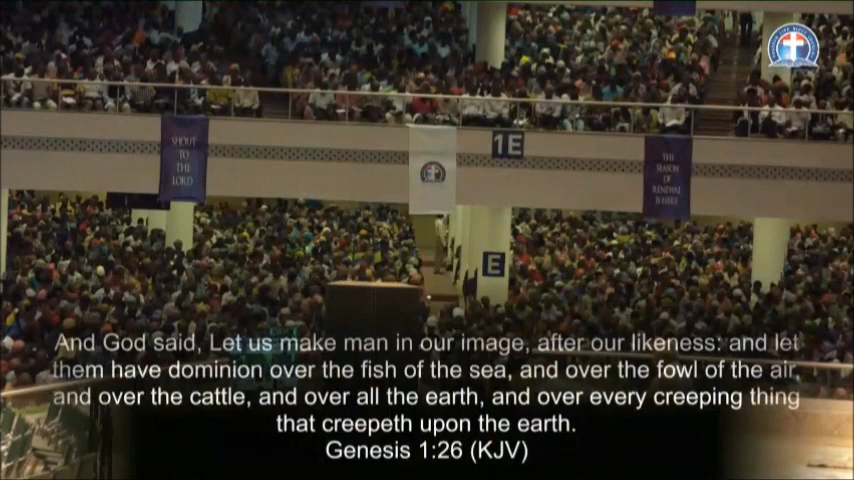 1E
SHOUT
TO
THE
LORD
THE
SEASON
OF
RENEWAL
IS HERE
E
And God said, Let us make man in our image, after our likeness: and let
them have dominion over the fish of the sea, and over the fowl of the air,
and over the cattle, and over all the earth, and over every creeping thing
that creepeth upon the earth.
Genesis 1:26 (KJV)